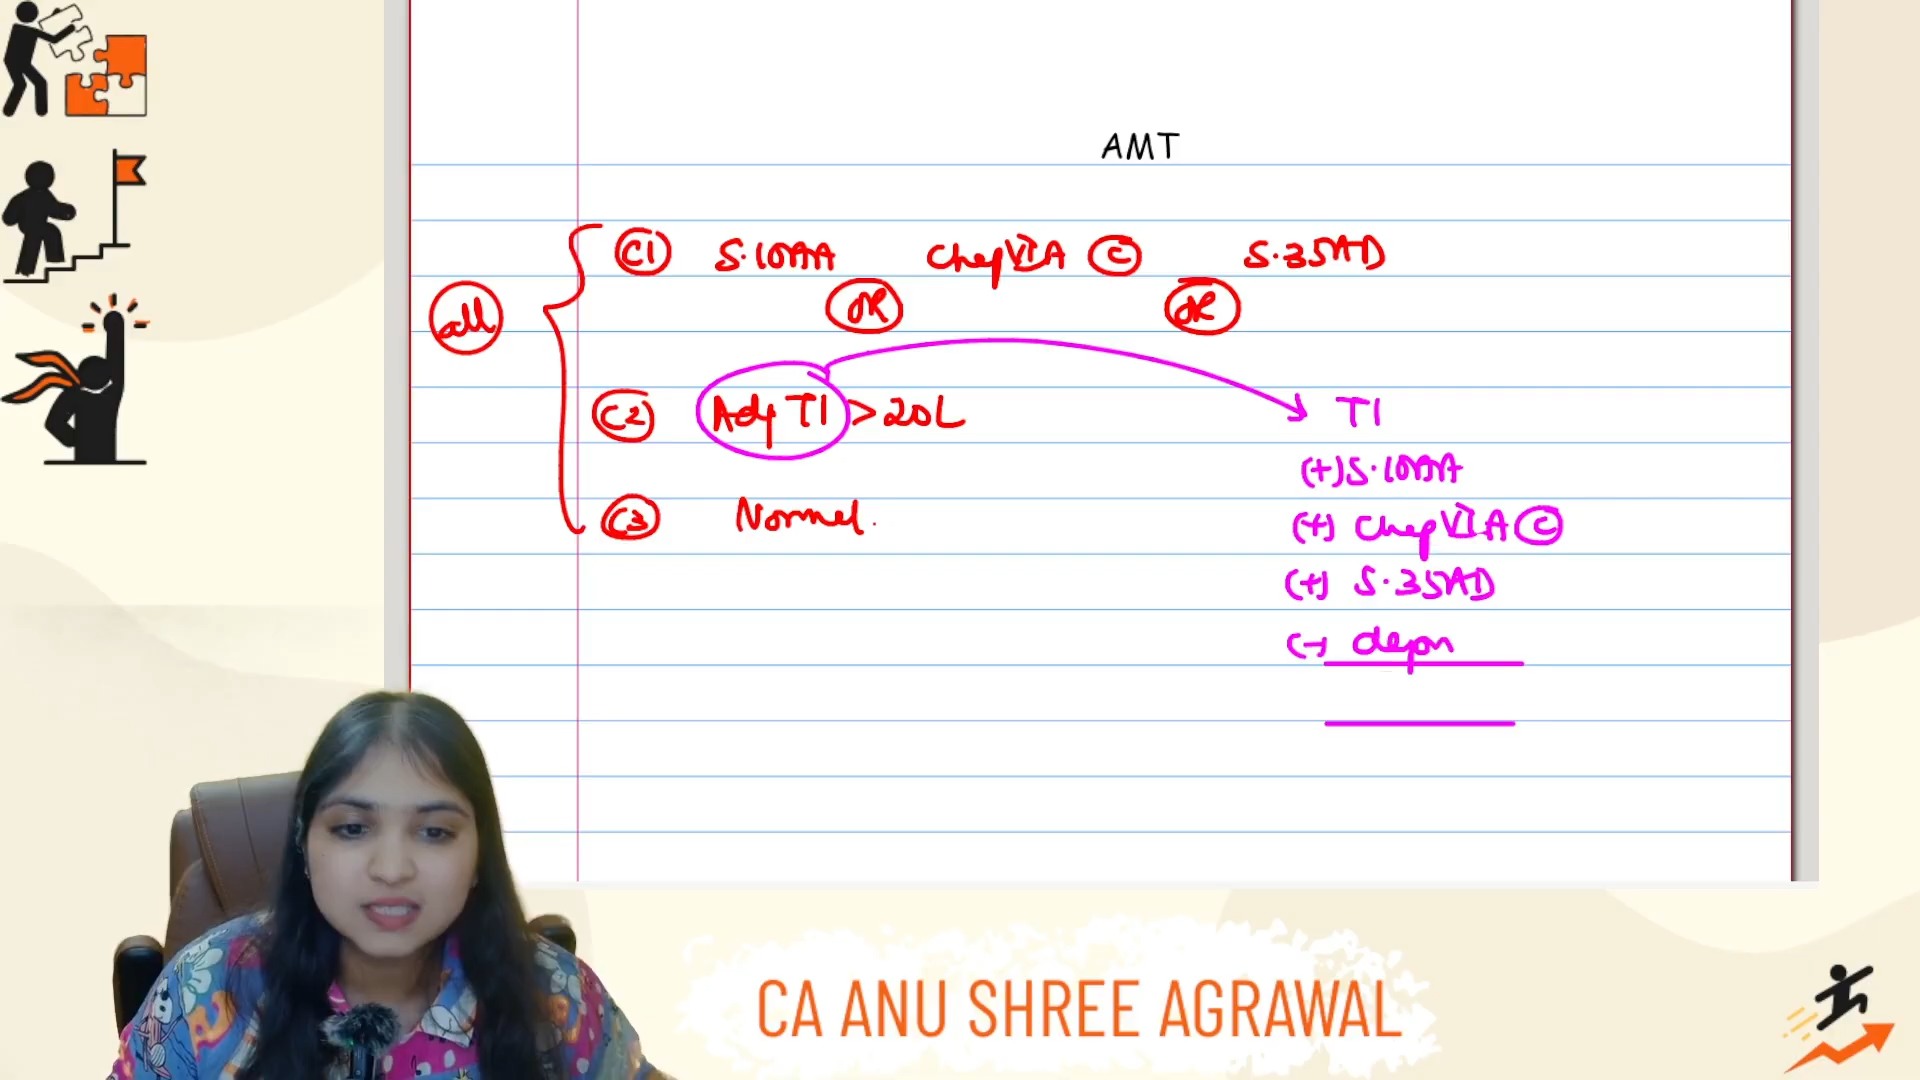 AMT
C1 S.10AA Chap VIA C S.35AD
all OR OR
C2 Adj TI > 20L TI
(+) S.10AA
C3 Normal.
(+) Chap VIA C
(+) S.35AD
(-) depn
CA ANU SHREE AGRAWAL